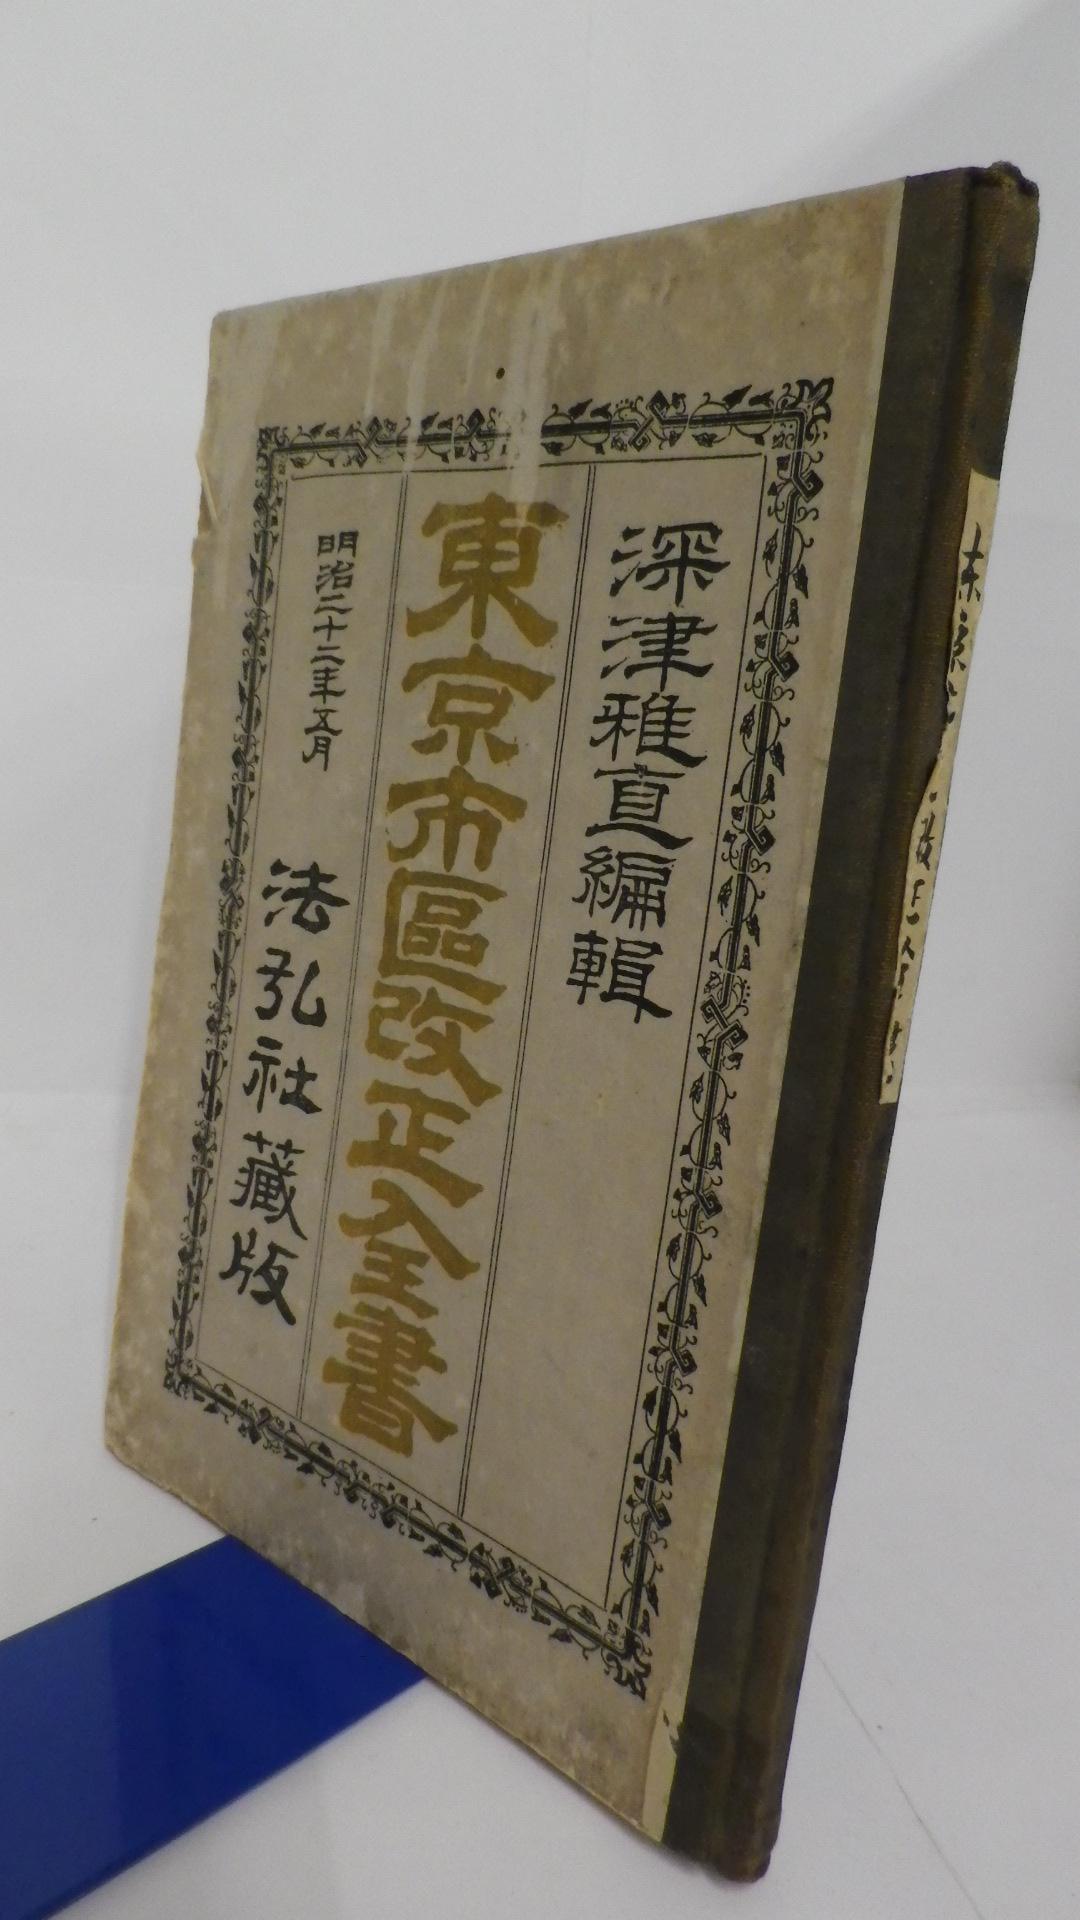 深津雅直編輯
東京市區改正全書
明治二十二年五月
法弘社藏版